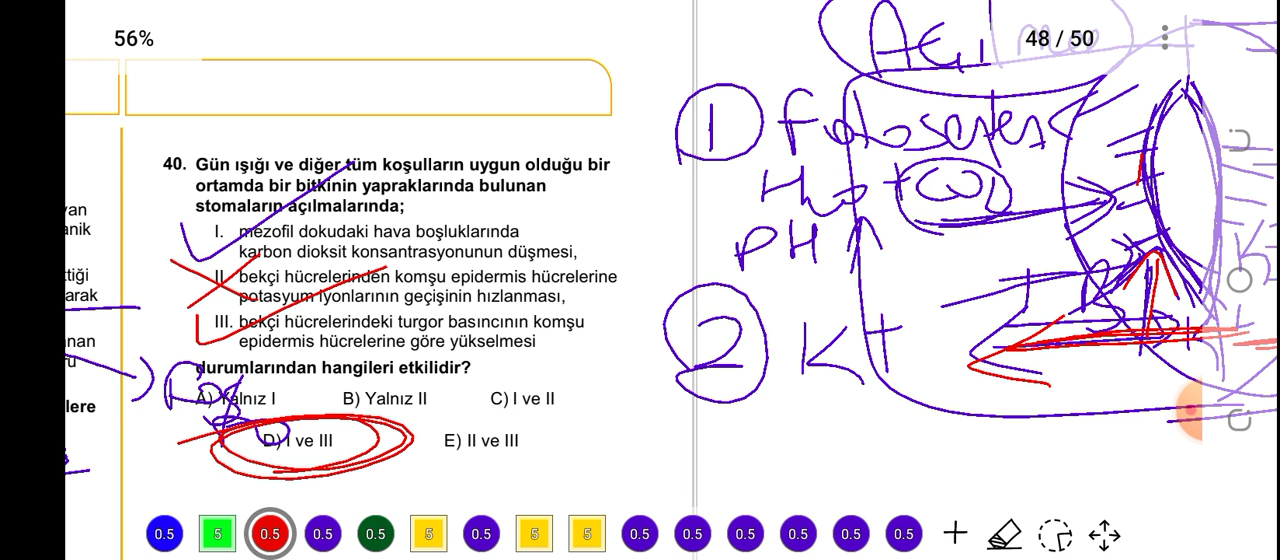 56%
48 / 50
40. Gün ışığı ve diğer tüm koşulların uygun olduğu bir
ortamda bir bitkinin yapraklarında bulunan
stomaların açılmalarında;
I. mezofil dokudaki hava boşluklarında
karbon dioksit konsantrasyonunun düşmesi,
II. bekçi hücrelerinden komşu epidermis hücrelerine
potasyum iyonlarının geçişinin hızlanması,
III. bekçi hücrelerindeki turgor basıncının komşu
epidermis hücrelerine göre yükselmesi
durumlarından hangileri etkilidir?
A) Yalnız I B) Yalnız II C) I ve II
D) I ve III E) II ve III
van
anik
ttiği
arak
nan
rü
lere
1 fotosentez
PH ↑
2 K+
0.5 5 0.5 0.5 0.5 5 0.5 5 5 0.5 0.5 0.5 0.5 0.5 0.5